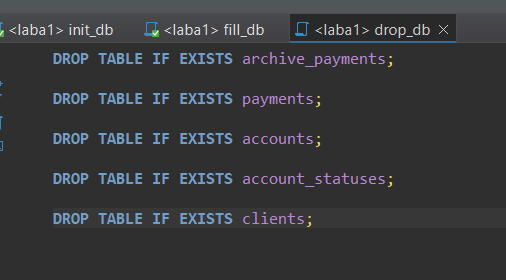 <laba1> init_db
<laba1> fill_db
<laba1> drop_db
DROP TABLE IF EXISTS archive_payments;
DROP TABLE IF EXISTS payments;
DROP TABLE IF EXISTS accounts;
DROP TABLE IF EXISTS account_statuses;
DROP TABLE IF EXISTS clients;